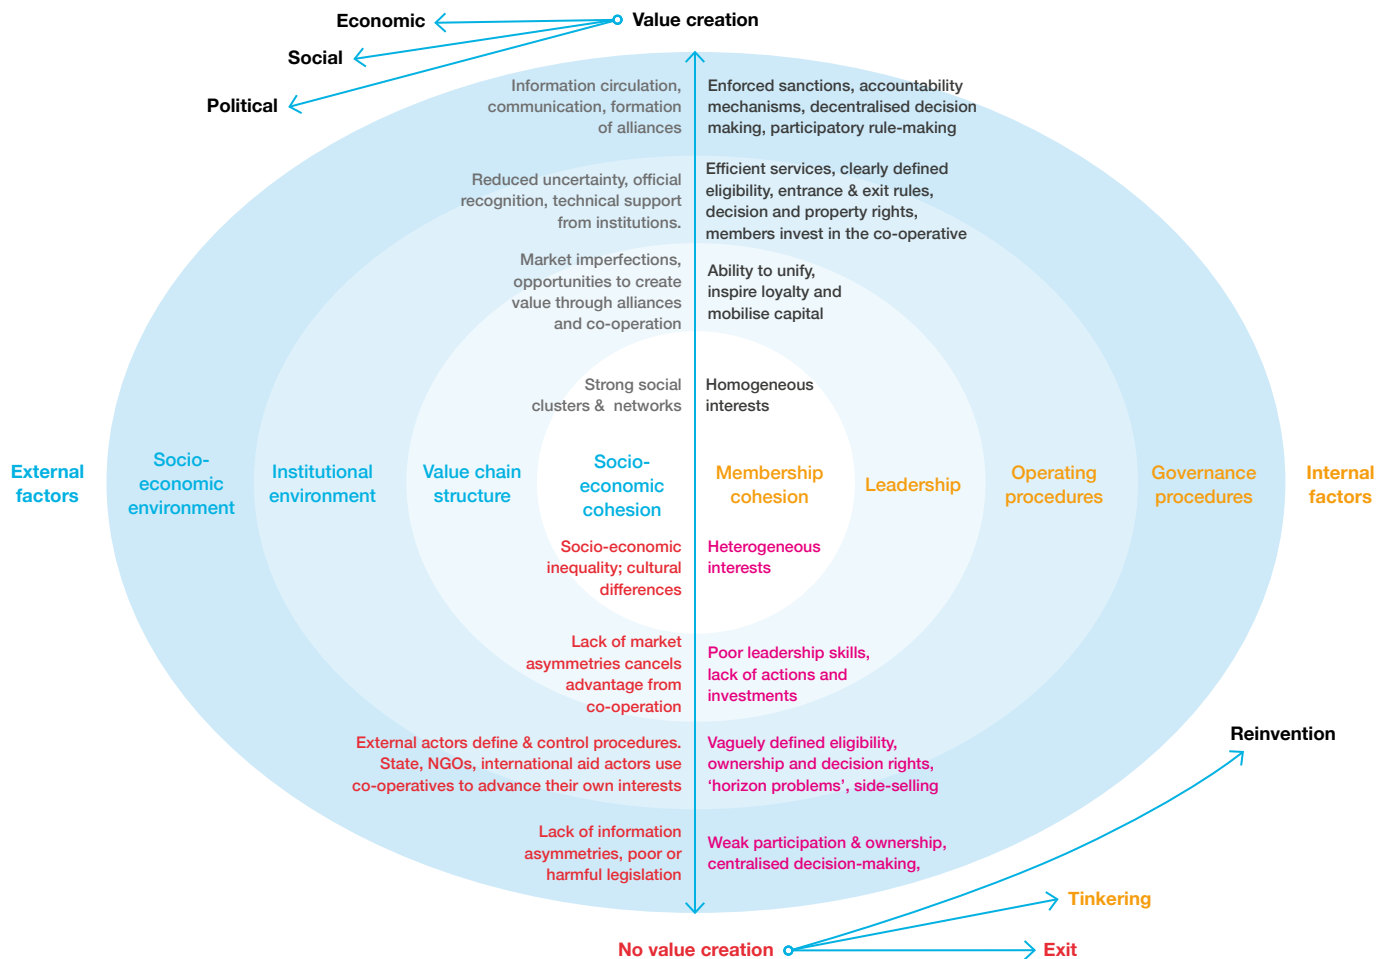 Economic
Value creation
Social
Political
Information circulation,
communication, formation
of alliances
Enforced sanctions, accountability
mechanisms, decentralised decision
making, participatory rule-making
Reduced uncertainty, official
recognition, technical support
from institutions.
Efficient services, clearly defined
eligibility, entrance & exit rules,
decision and property rights,
members invest in the co-operative
Market imperfections,
opportunities to create
value through alliances
and co-operation
Ability to unify,
inspire loyalty and
mobilise capital
Strong social
clusters & networks
Homogeneous
interests
External
factors
Socio-
economic
environment
Institutional
environment
Value chain
structure
Socio-
economic
cohesion
Membership
cohesion
Leadership
Operating
procedures
Governance
procedures
Internal
factors
Socio-economic
inequality; cultural
differences
Heterogeneous
interests
Lack of market
asymmetries cancels
advantage from
co-operation
Poor leadership skills,
lack of actions and
investments
External actors define & control procedures.
State, NGOs, international aid actors use
co-operatives to advance their own interests
Vaguely defined eligibility,
ownership and decision rights,
‘horizon problems’, side-selling
Lack of information
asymmetries, poor or
harmful legislation
Weak participation & ownership,
centralised decision-making,
Reinvention
Tinkering
No value creation
Exit